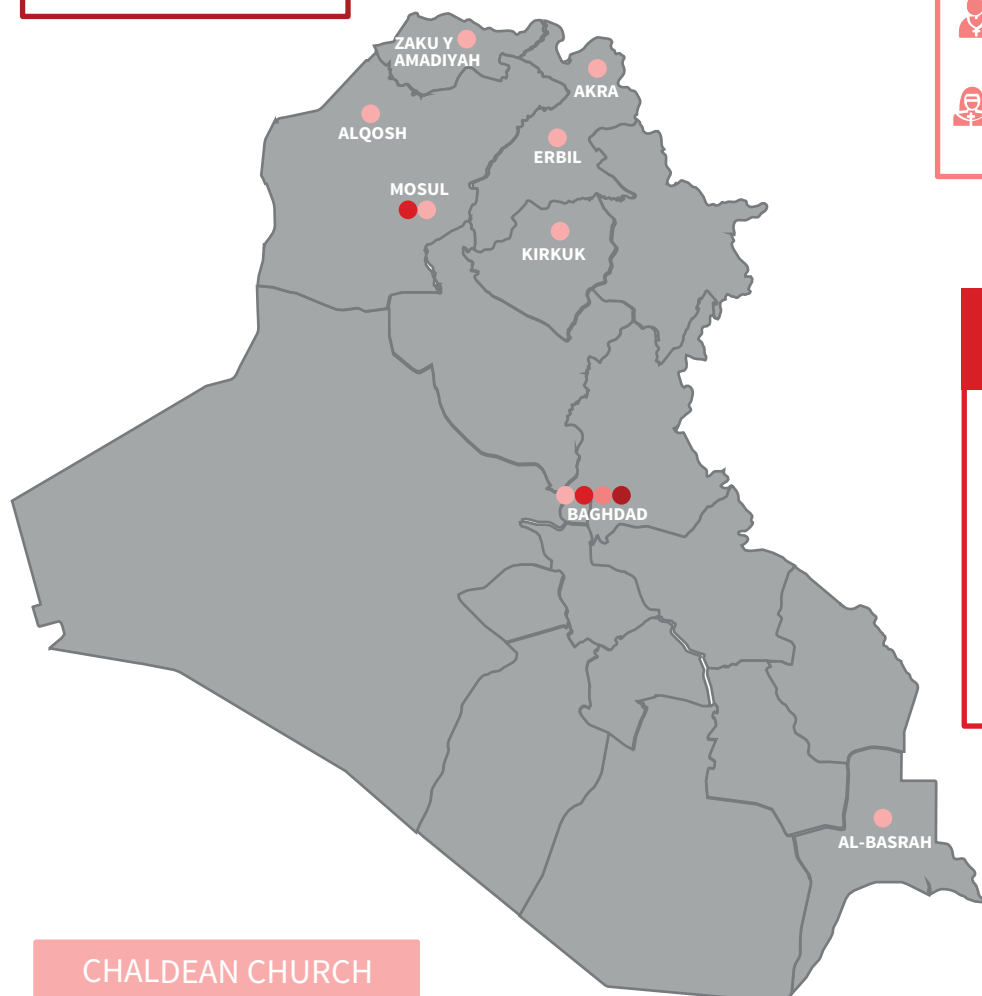 ZAKU Y
AMADIYAH
AKRA
ALQOSH
ERBIL
MOSUL
KIRKUK
BAGHDAD
AL-BASRAH
CHALDEAN CHURCH